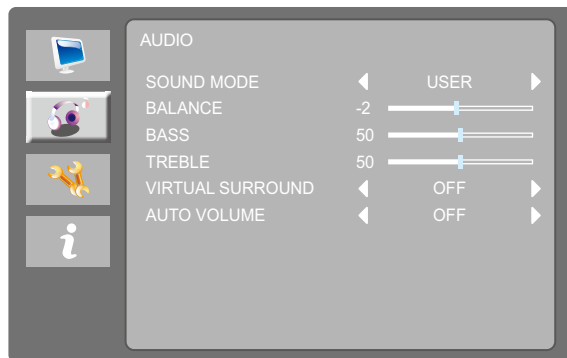 AUDIO
SOUND MODE USER
BALANCE -2
BASS 50
TREBLE 50
VIRTUAL SURROUND OFF
AUTO VOLUME OFF
i